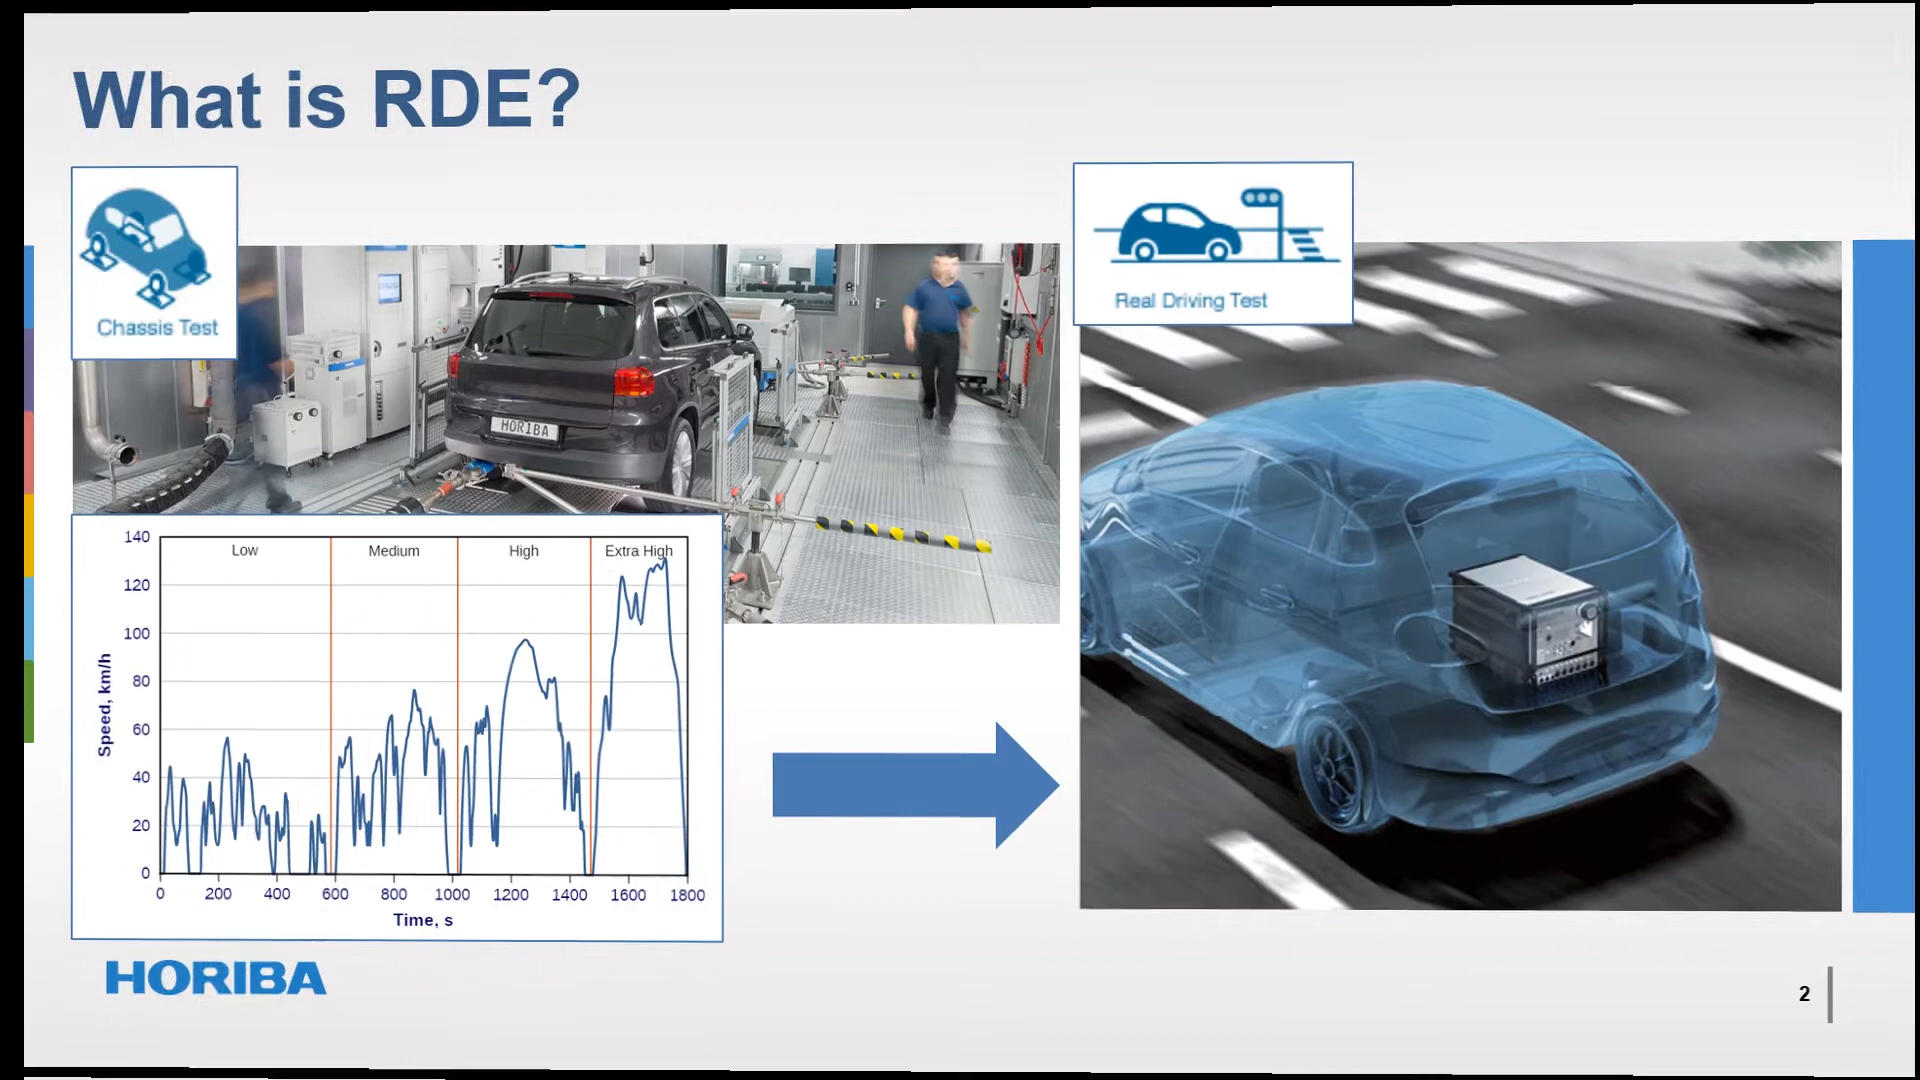 What is RDE?
Chassis Test
Real Driving Test
HORIBA
140
120
100
80
60
40
20
0
Speed, km/h
Low Medium High Extra High
0 200 400 600 800 1000 1200 1400 1600 1800
Time, s
HORIBA
2